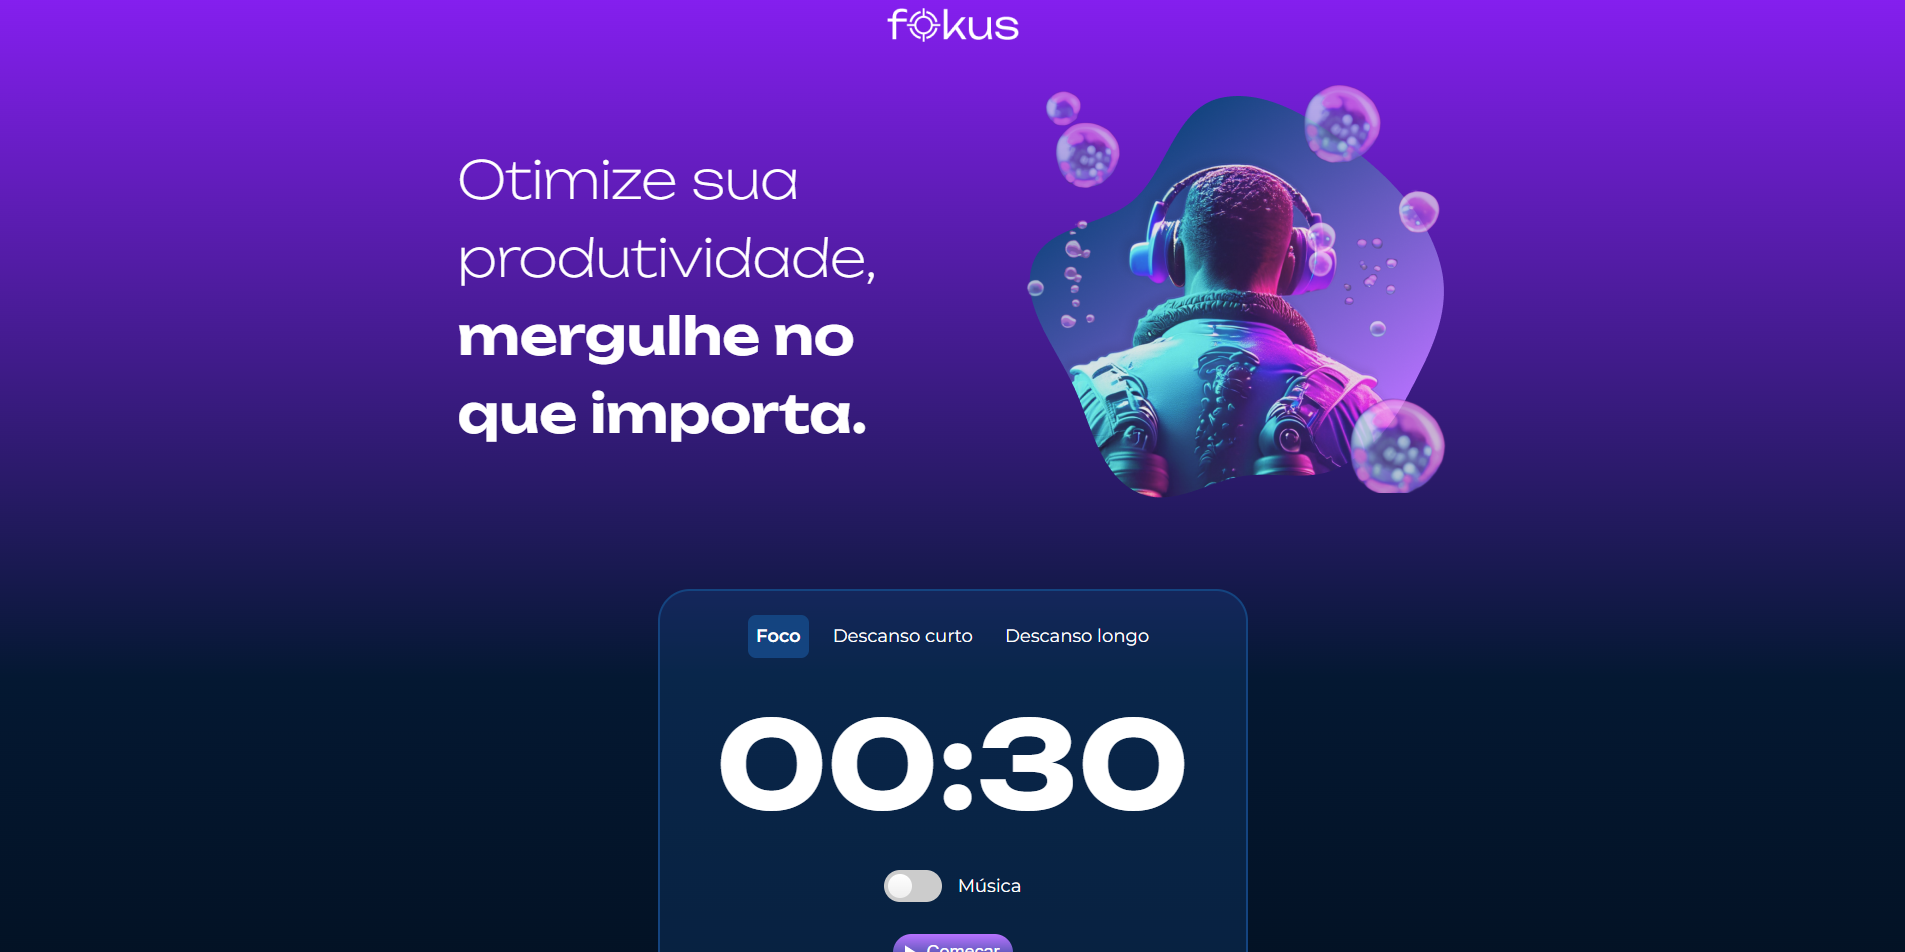 fokus
Otimize sua
produtividade,
mergulhe no
que importa.
Foco Descanso curto Descanso longo
00:30
Música
Começar